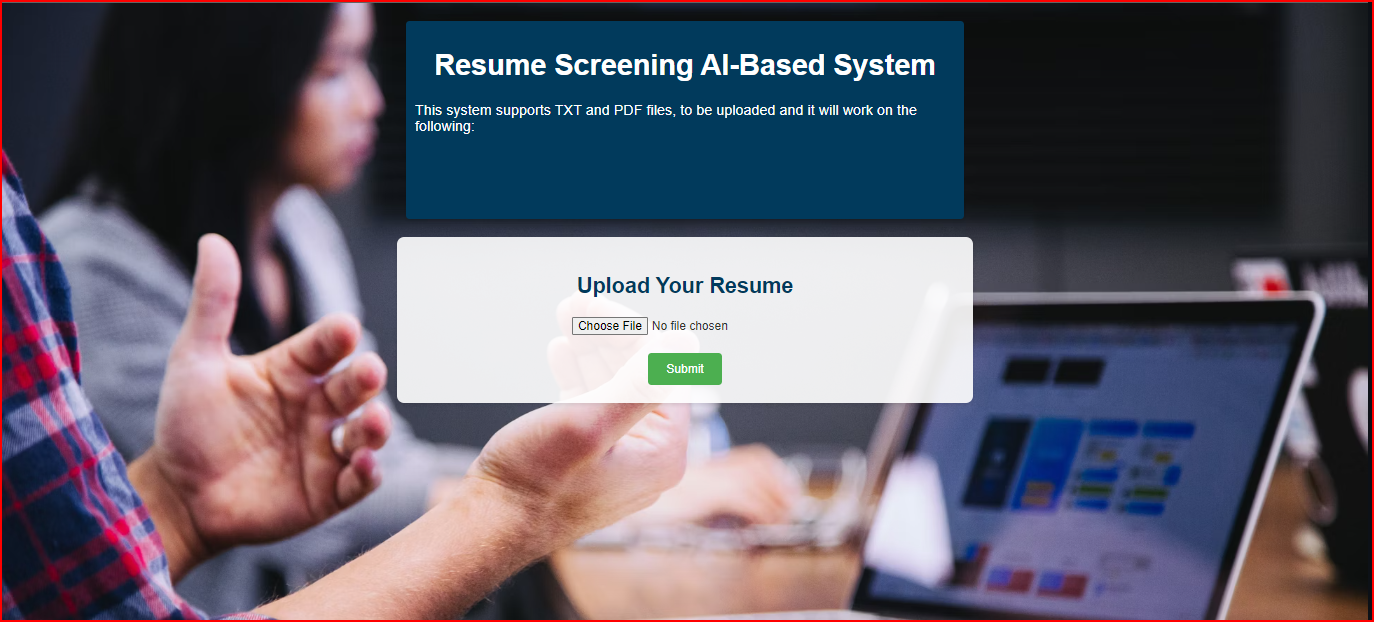 Resume Screening AI-Based System
This system supports TXT and PDF files, to be uploaded and it will work on the
following:
Upload Your Resume
Choose File No file chosen
Submit